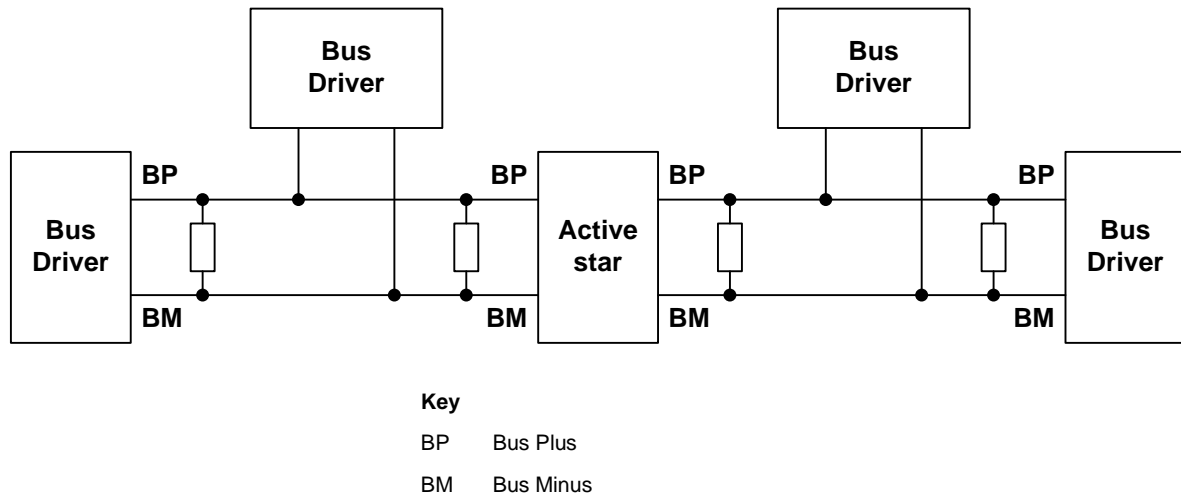 Bus
Driver
Bus
Driver
BP
BP
BP
BP
Bus
Driver
Active
star
Bus
Driver
BM
BM
BM
BM
Key
BP Bus Plus
BM Bus Minus